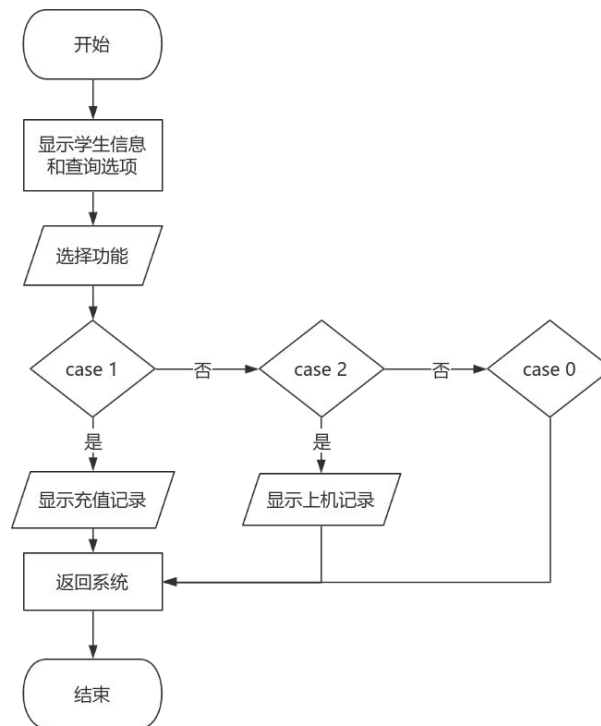 开始
显示学生信息
和查询选项
选择功能
case 1
否
case 2
否
case 0
是
是
显示充值记录
显示上机记录
返回系统
结束